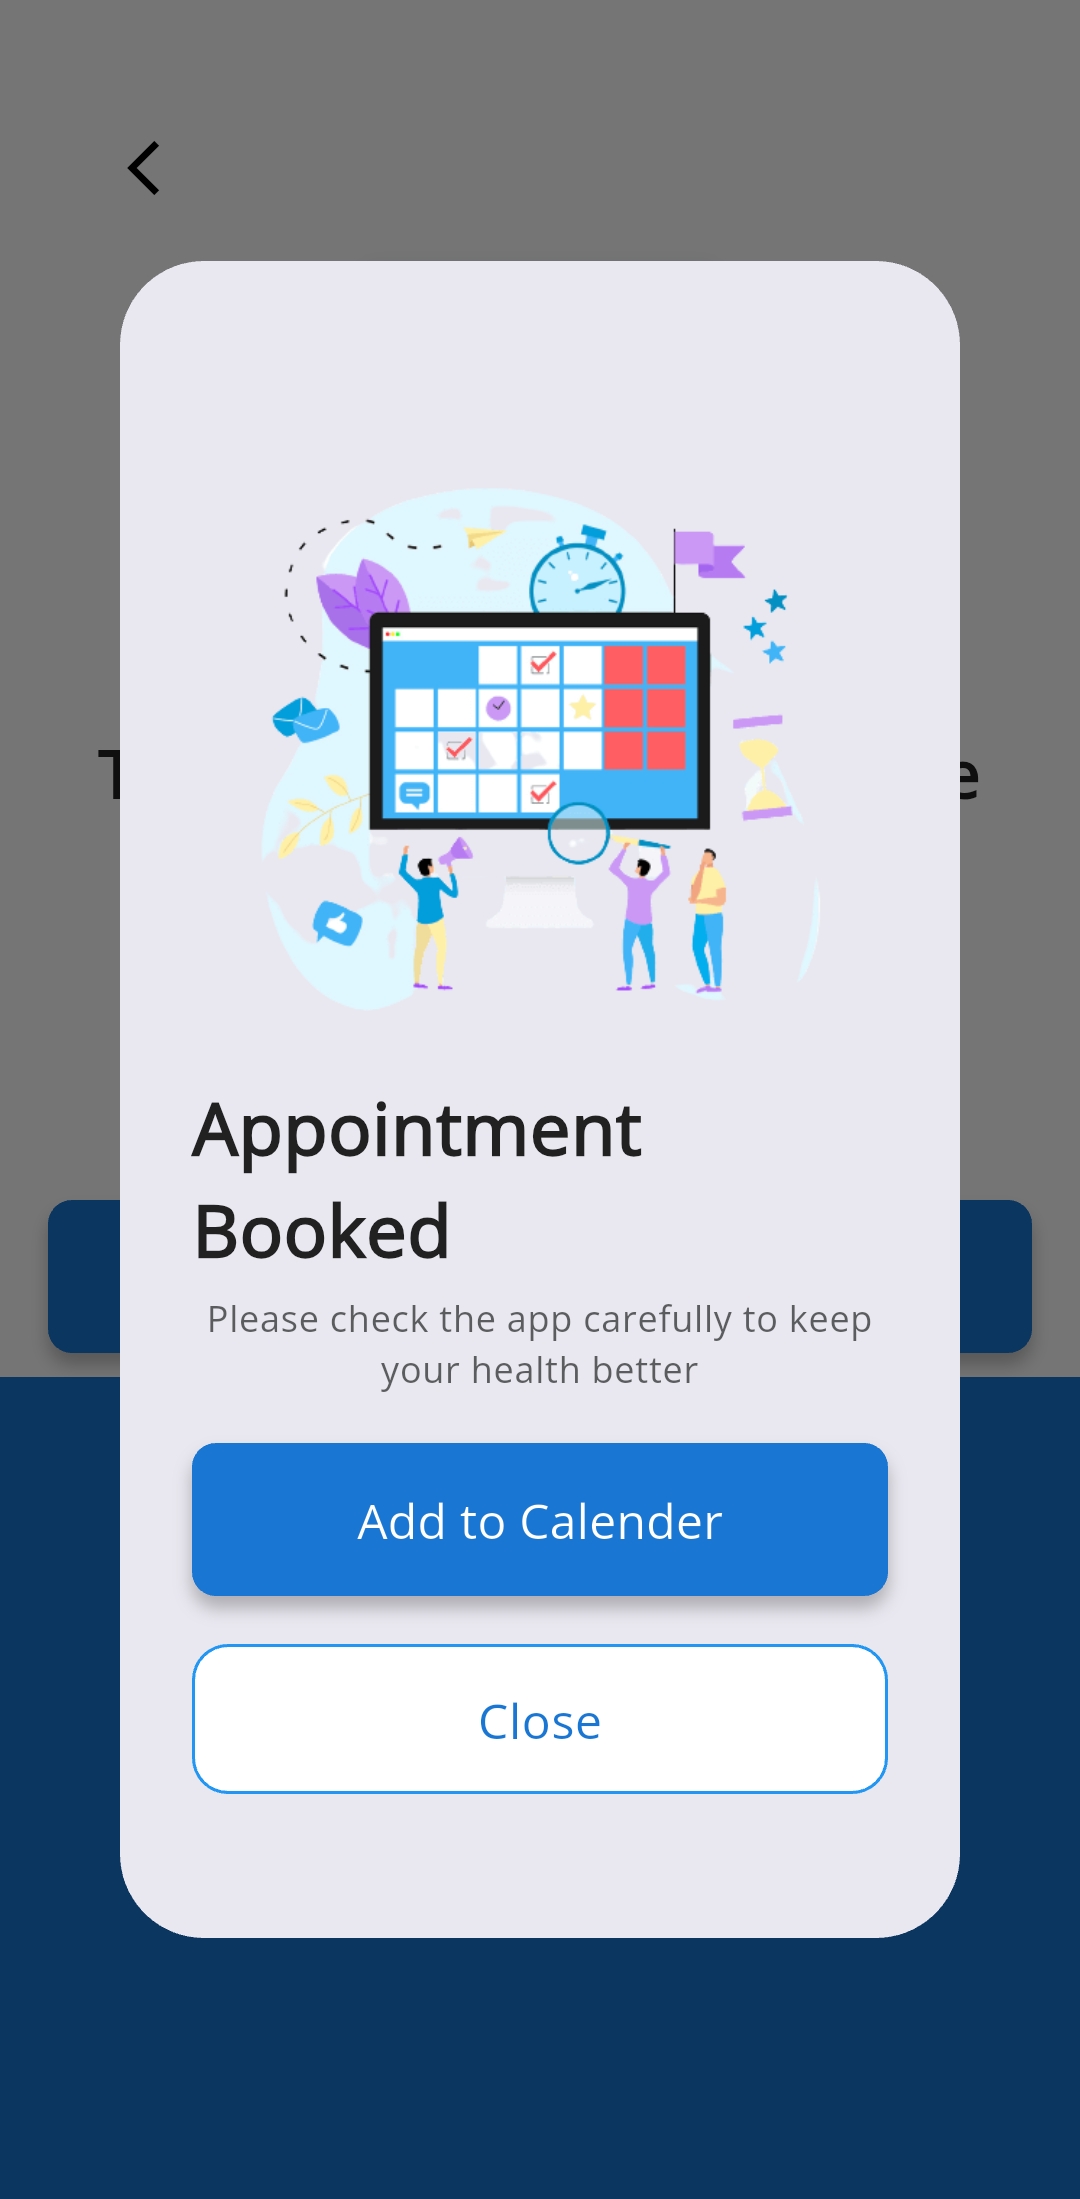 Appointment
Booked
Please check the app carefully to keep
your health better
Add to Calender
Close